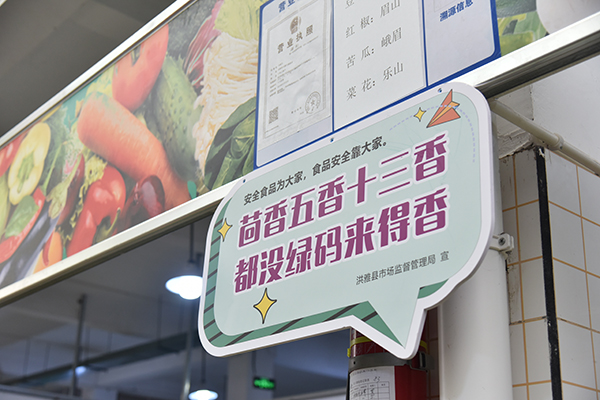 营业执照
豆
红椒 眉山
苦瓜 峨眉
菜花 乐山
溯源信息
安全食品为大家，食品安全靠大家。
茴香五香十三香
都没绿码来得香
洪雅县市场监督管理局 宣